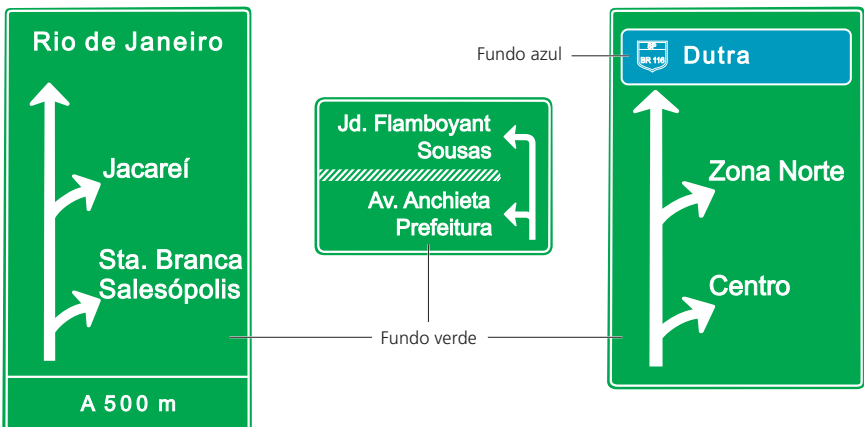 Rio de Janeiro
Jacareí
Sta. Branca
Salesópolis
A 500 m
Jd. Flamboyant
Sousas
Av. Anchieta
Prefeitura
Fundo verde
Fundo azul
SP
BR 116
Dutra
Zona Norte
Centro